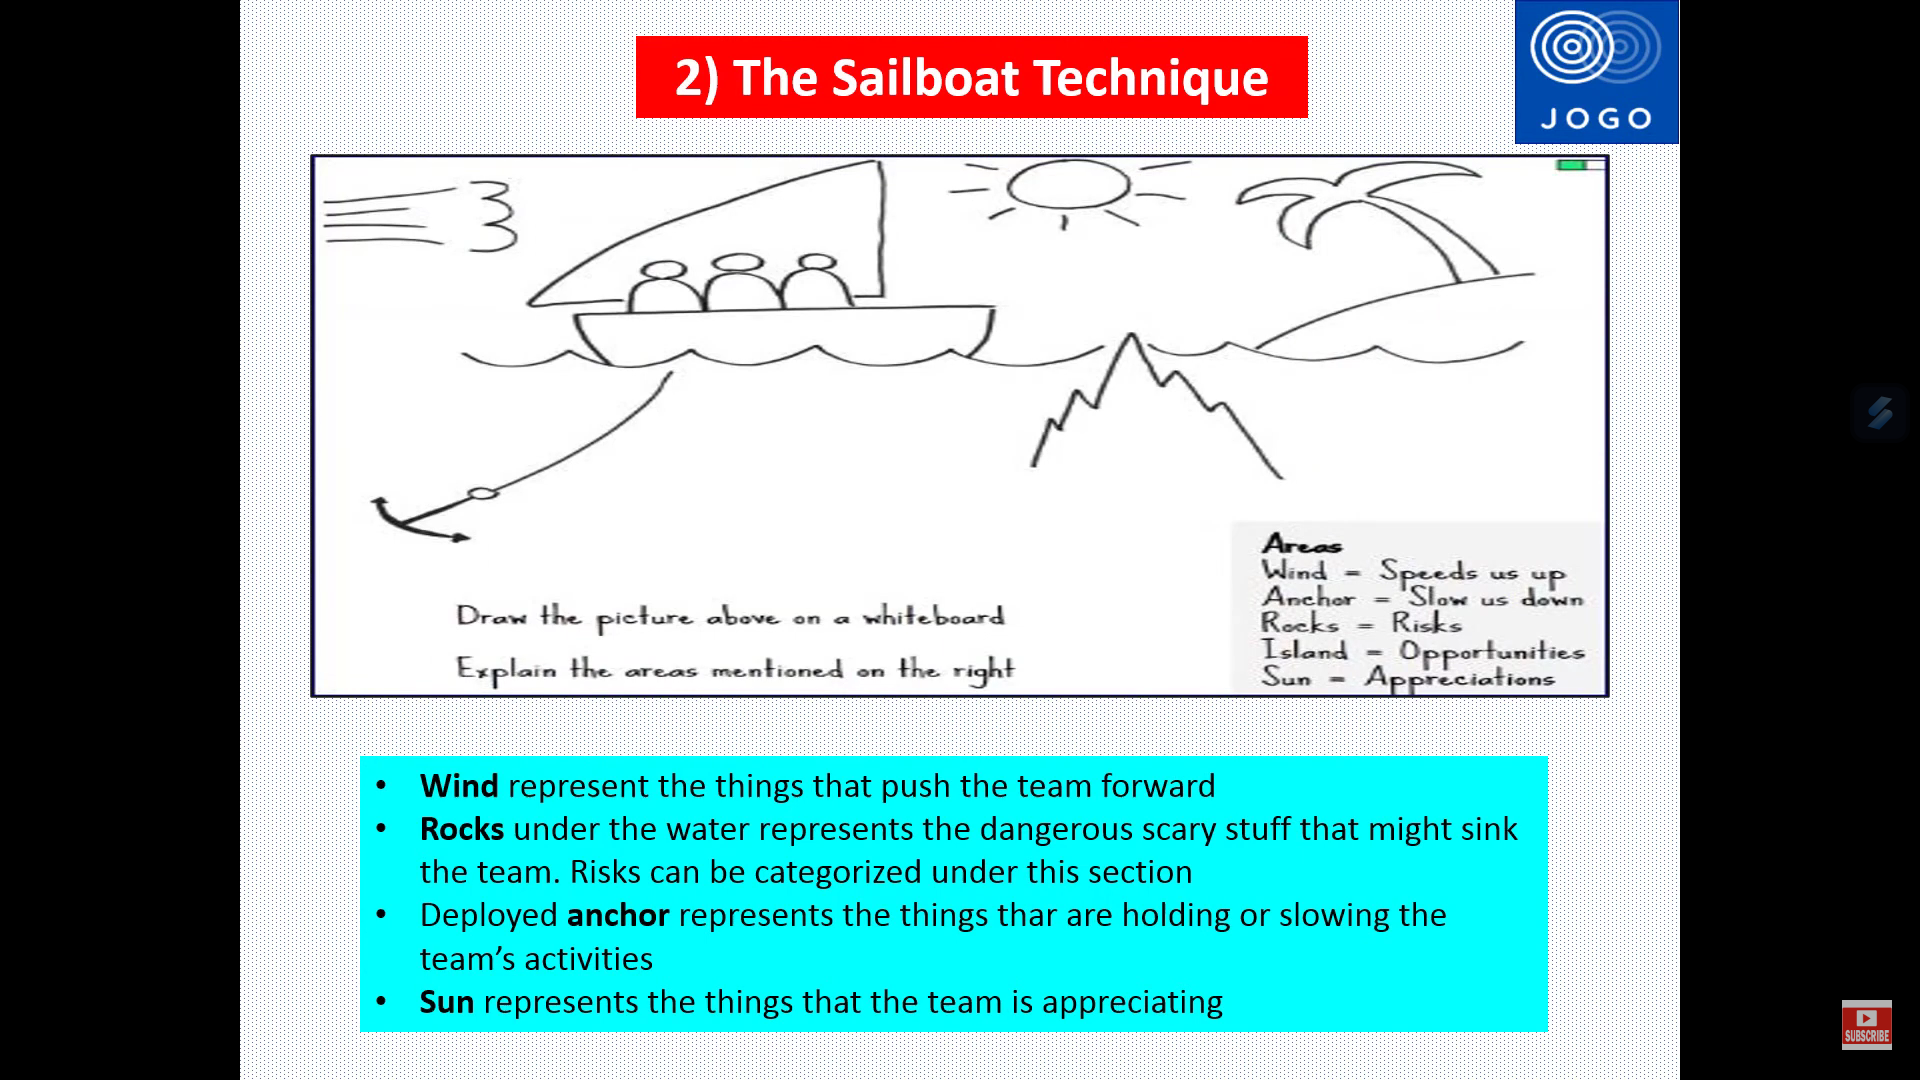 2) The Sailboat Technique
JOGO
Draw the picture above on a whiteboard
Explain the areas mentioned on the right
Areas
Wind = Speeds us up
Anchor = Slow us down
Rocks = Risks
Island = Opportunities
Sun = Appreciations
• Wind represent the things that push the team forward
• Rocks under the water represents the dangerous scary stuff that might sink
the team. Risks can be categorized under this section
• Deployed anchor represents the things thar are holding or slowing the
team’s activities
• Sun represents the things that the team is appreciating
SUBSCRIBE